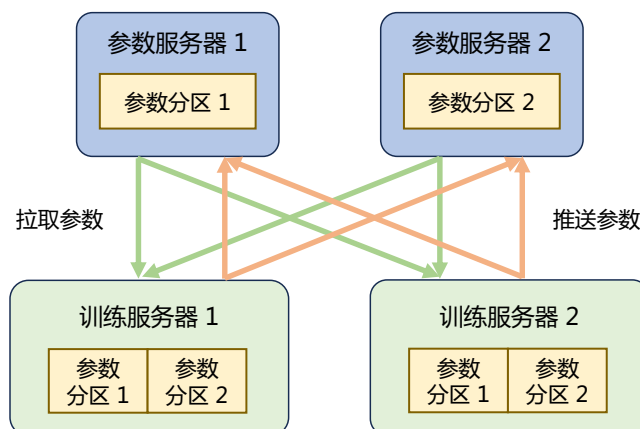 参数服务器 1
参数服务器 2
参数分区 1
参数分区 2
拉取参数
推送参数
训练服务器 1
训练服务器 2
参数
分区 1
参数
分区 2
参数
分区 1
参数
分区 2